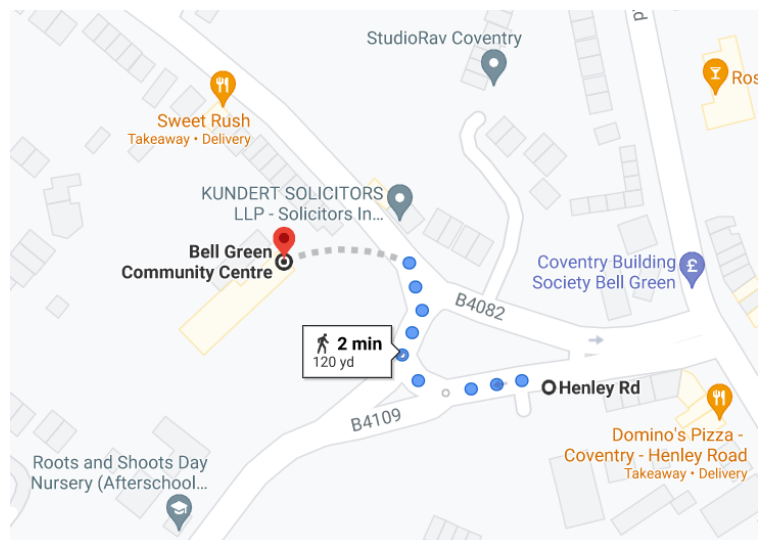 StudioRav Coventry
Ros
Sweet Rush
Takeaway • Delivery
KUNDERT SOLICITORS
LLP - Solicitors In...
Bell Green
Community Centre
Coventry Building
Society Bell Green
£
B4082
2 min
120 yd
Henley Rd
B4109
Domino's Pizza -
Coventry - Henley Road
Takeaway • Delivery
Roots and Shoots Day
Nursery (Afterschool...